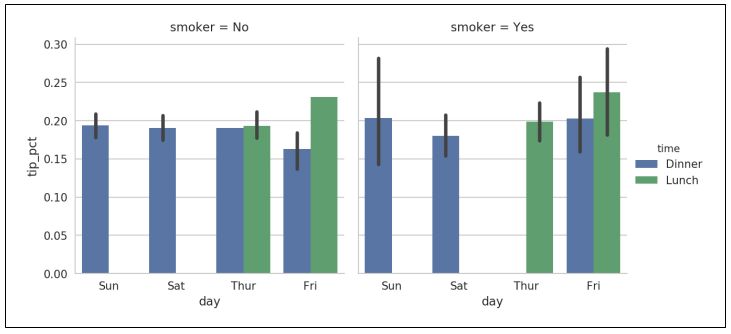 smoker = No
smoker = Yes
0.30
0.25
0.20
0.15
0.10
0.05
0.00
tip_pct
Sun Sat Thur Fri
Sun Sat Thur Fri
day
day
time
Dinner
Lunch